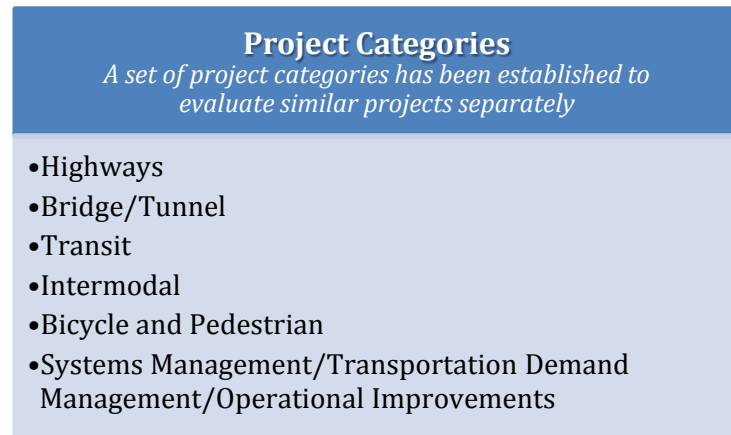 Project Categories
A set of project categories has been established to
evaluate similar projects separately
•Highways
•Bridge/Tunnel
•Transit
•Intermodal
•Bicycle and Pedestrian
•Systems Management/Transportation Demand
Management/Operational Improvements